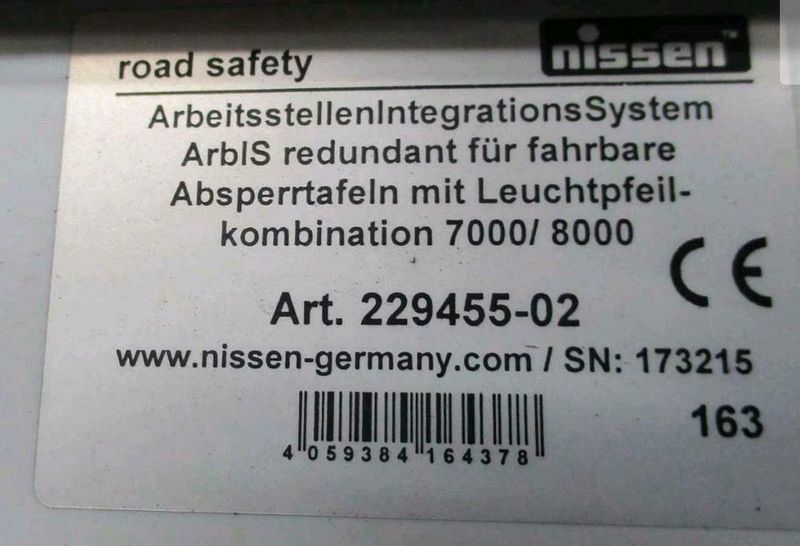 road safety
nissen™
ArbeitsstellenIntegrationsSystem
ArbIS redundant für fahrbare
Absperrtafeln mit Leuchtpfeil-
kombination 7000/ 8000
CE
Art. 229455-02
www.nissen-germany.com / SN: 173215
163
4 059384 164378